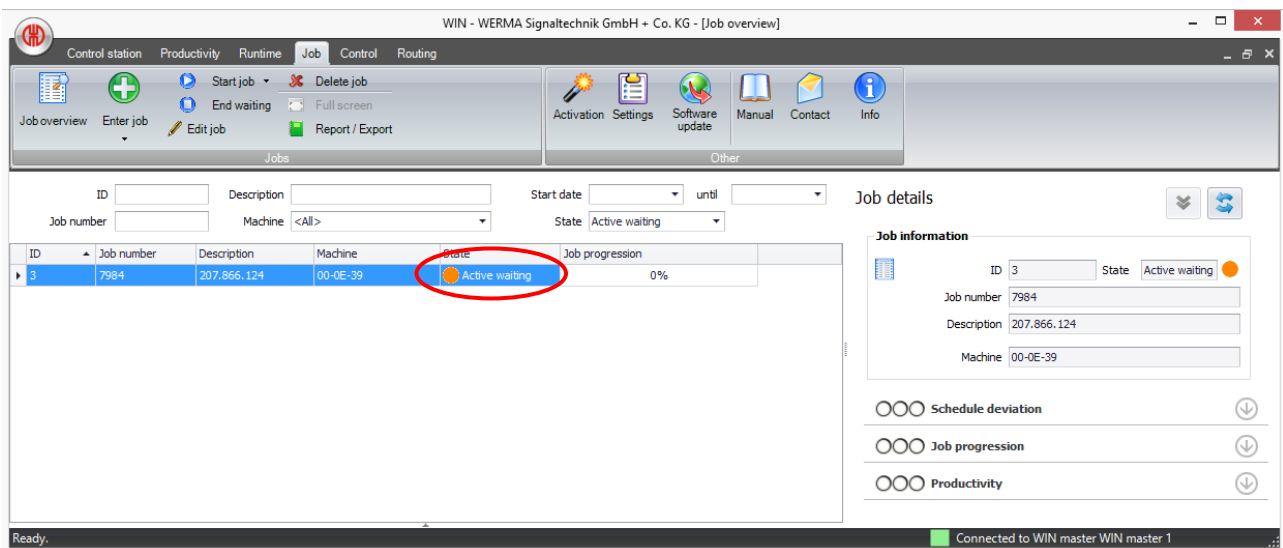 WIN - WERMA Signaltechnik GmbH + Co. KG - [Job overview]
Control station Productivity Runtime Job Control Routing
Job overview
Enter job
Start job
End waiting
Edit job
Delete job
Full screen
Report / Export
Jobs
Activation
Settings
Software
update
Manual
Contact
Info
Other
ID Description Start date until
Job number Machine <All> State Active waiting
ID Job number Description Machine State Job progression
3 7984 207.866.124 00-0E-39 Active waiting 0%
Job details
Job information
ID 3 State Active waiting
Job number 7984
Description 207.866.124
Machine 00-0E-39
Schedule deviation
Job progression
Productivity
Ready. Connected to WIN master WIN master 1